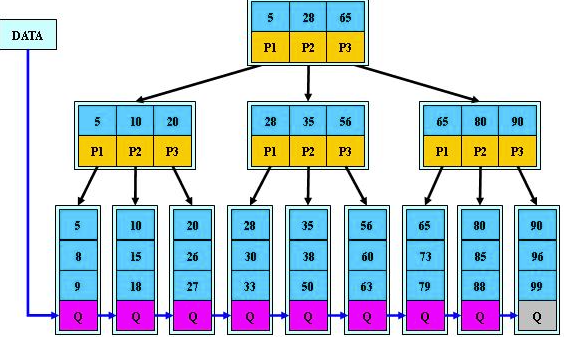 5 28 65
DATA
P1 P2 P3
5 10 20
28 35 56
65 80 90
P1 P2 P3
P1 P2 P3
P1 P2 P3
5 10 20 28 35 56 65 80 90
8 15 26 30 38 60 73 85 96
9 18 27 33 50 63 79 88 99
Q Q Q Q Q Q Q Q Q